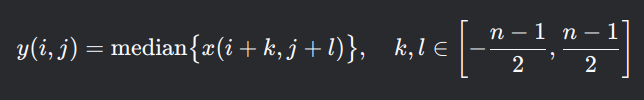 y(i, j) = median{x(i + k, j + l)},   k, l ∈ [−(n − 1)/2, (n − 1)/2]